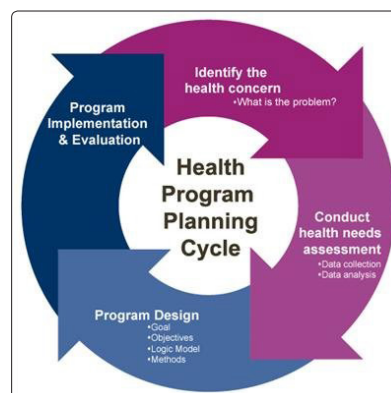 Identify the
health concern
•What is the problem?
Conduct
health needs
assessment
•Data collection
•Data analysis
Program Design
•Goal
•Objectives
•Logic Model
•Methods
Program
Implementation
& Evaluation
Health
Program
Planning
Cycle